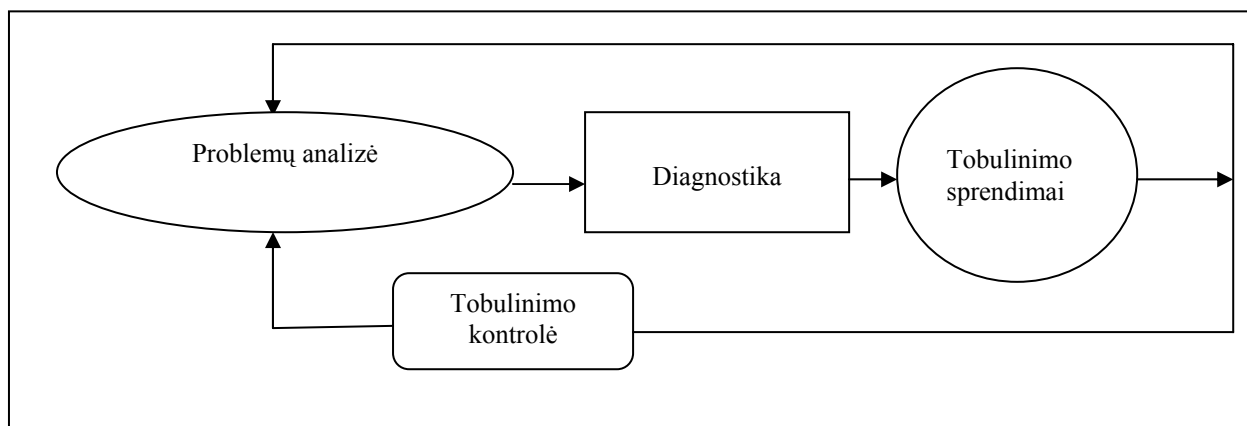 Problemų analizė
Diagnostika
Tobulinimo
sprendimai
Tobulinimo
kontrolė